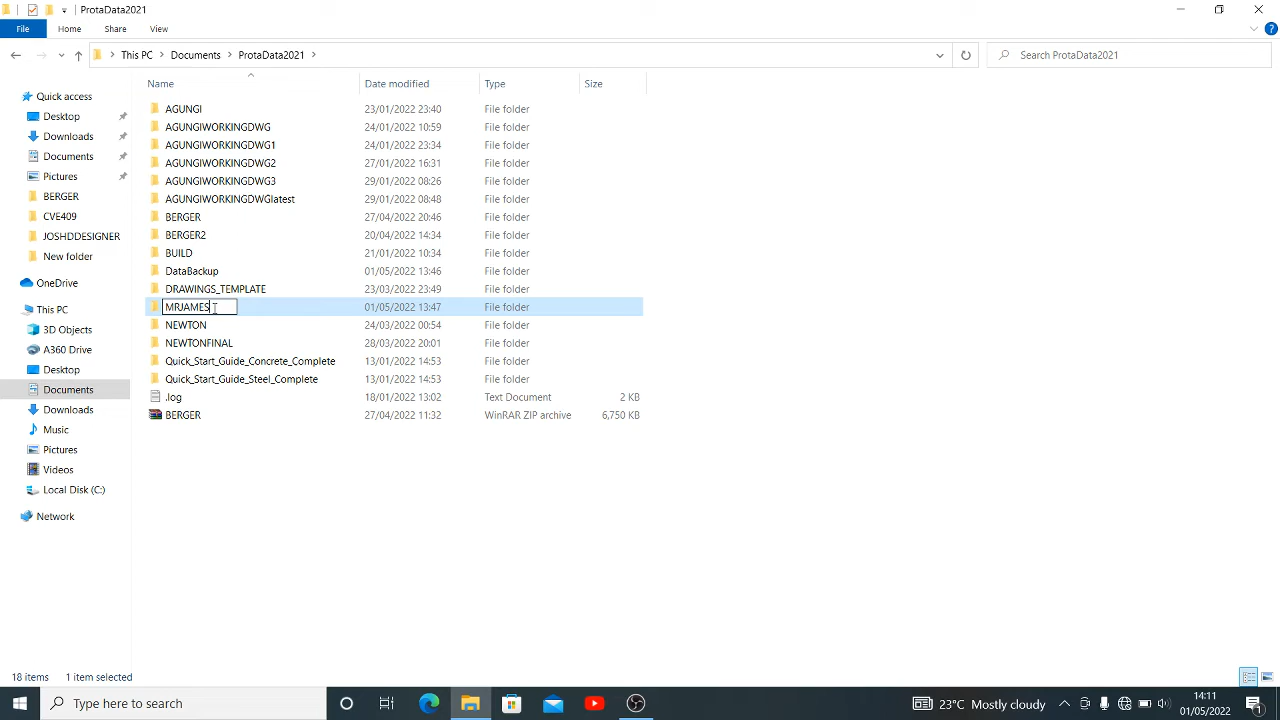 ProtaData2021
File Home Share View
This PC Documents ProtaData2021
Search ProtaData2021
Name Date modified Type Size
Quick access
Desktop
Downloads
Documents
Pictures
BERGER
CVE409
JOSHDDESIGNER
New folder
OneDrive
This PC
3D Objects
A360 Drive
Desktop
Documents
Downloads
Music
Pictures
Videos
Local Disk (C:)
Network
AGUNGI 23/01/2022 23:40 File folder
AGUNGIWORKINGDWG 24/01/2022 10:59 File folder
AGUNGIWORKINGDWG1 24/01/2022 23:34 File folder
AGUNGIWORKINGDWG2 27/01/2022 16:31 File folder
AGUNGIWORKINGDWG3 29/01/2022 08:26 File folder
AGUNGIWORKINGDWGlatest 29/01/2022 08:48 File folder
BERGER 27/04/2022 20:46 File folder
BERGER2 20/04/2022 14:34 File folder
BUILD 21/01/2022 10:34 File folder
DataBackup 01/05/2022 13:46 File folder
DRAWINGS_TEMPLATE 23/03/2022 23:49 File folder
MRJAMES 01/05/2022 13:47 File folder
NEWTON 24/03/2022 00:54 File folder
NEWTONFINAL 28/03/2022 20:01 File folder
Quick_Start_Guide_Concrete_Complete 13/01/2022 14:53 File folder
Quick_Start_Guide_Steel_Complete 13/01/2022 14:53 File folder
.log 18/01/2022 13:02 Text Document 2 KB
BERGER 27/04/2022 11:32 WinRAR ZIP archive 6,750 KB
18 items 1 item selected
Type here to search
23°C Mostly cloudy
14:11
01/05/2022